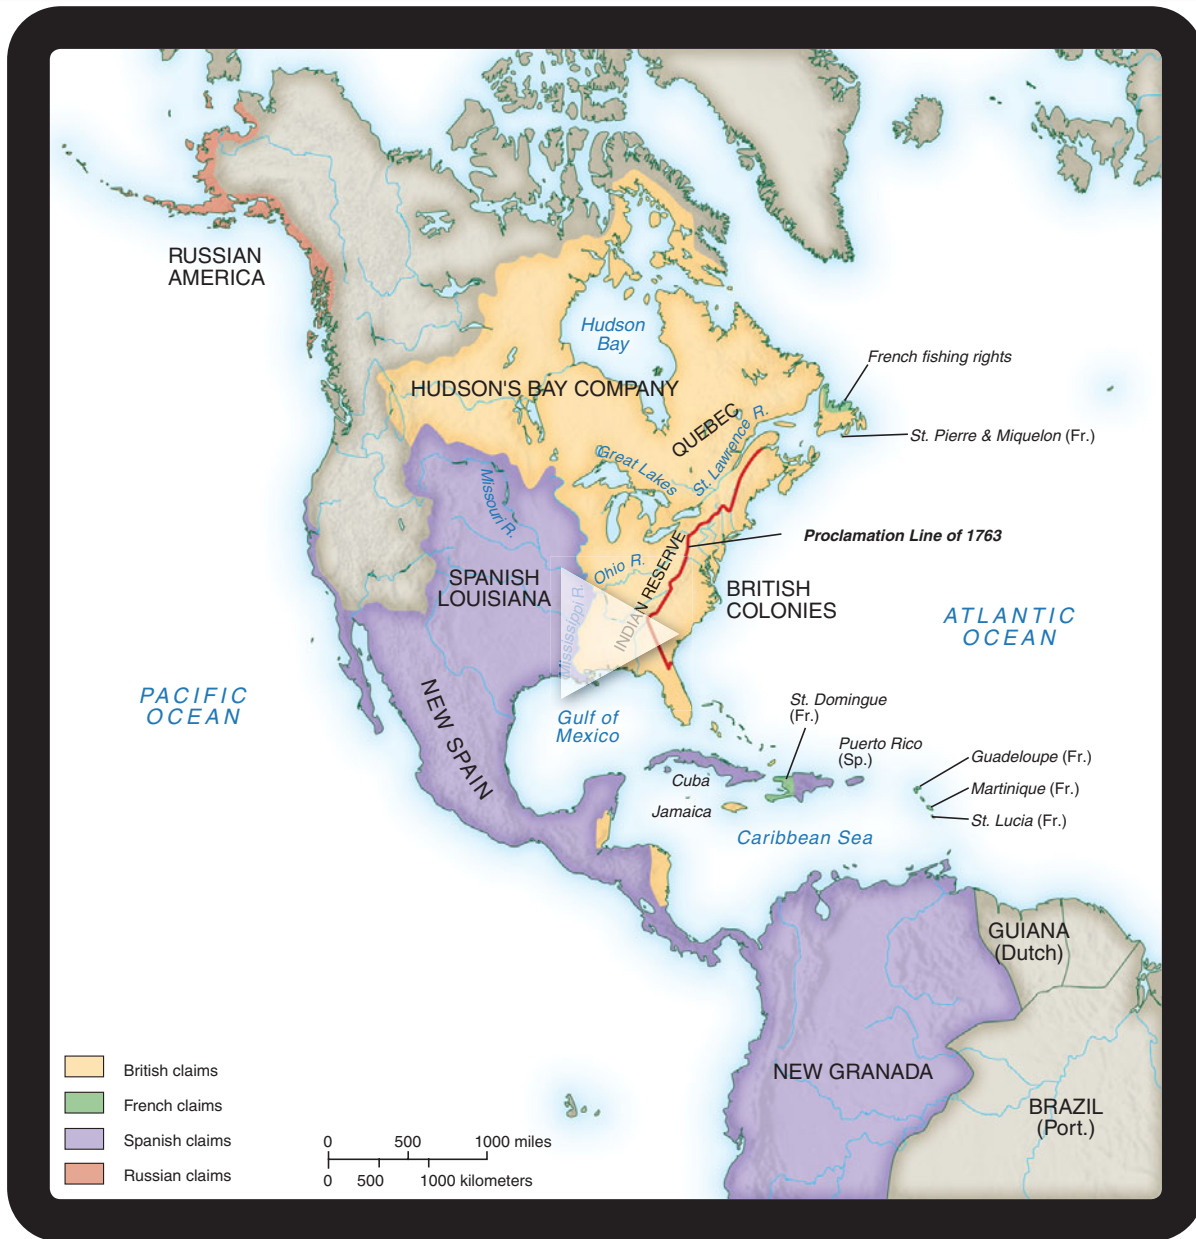 RUSSIAN
AMERICA
Hudson
Bay
French fishing rights
HUDSON'S BAY COMPANY
QUEBEC
St. Lawrence R.
St. Pierre & Miquelon (Fr.)
Great Lakes
Missouri R.
Proclamation Line of 1763
INDIAN RESERVE
Ohio R.
SPANISH
LOUISIANA
BRITISH
COLONIES
Mississippi R.
ATLANTIC
OCEAN
PACIFIC
OCEAN
NEW SPAIN
Gulf of
Mexico
St. Domingue
(Fr.)
Puerto Rico
(Sp.)
Guadeloupe (Fr.)
Cuba
Martinique (Fr.)
Jamaica
St. Lucia (Fr.)
Caribbean Sea
GUIANA
(Dutch)
NEW GRANADA
BRAZIL
(Port.)
British claims
French claims
Spanish claims
Russian claims
0 500 1000 miles
0 500 1000 kilometers